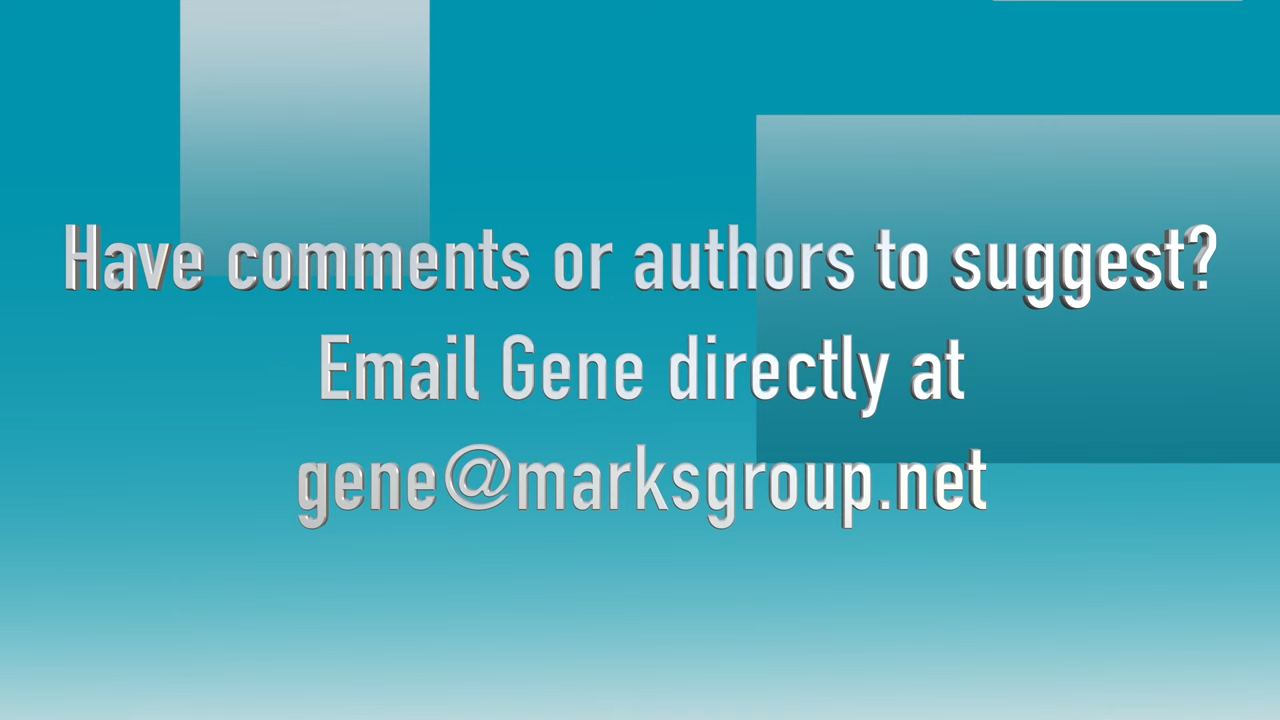 Have comments or authors to suggest?
Email Gene directly at
gene@marksgroup.net